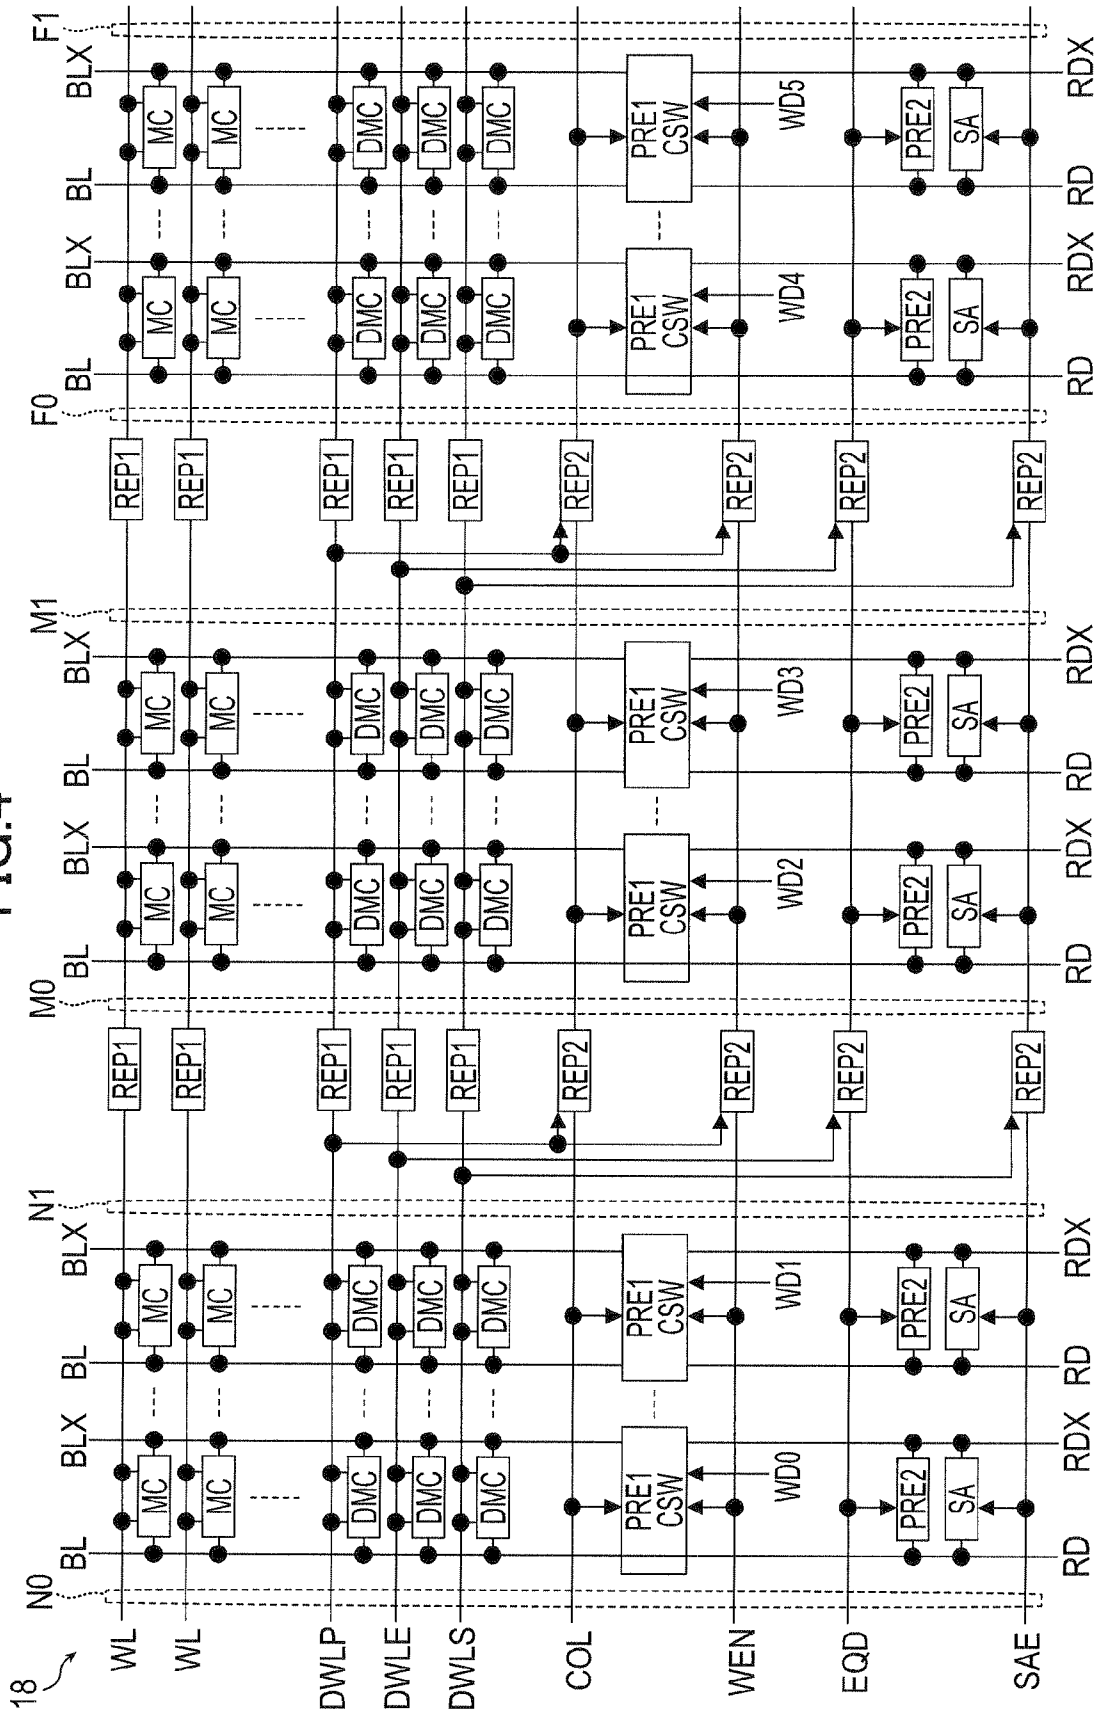 FIG.4
18
N0 N1 M0 M1 F0 F1
BL BLX BL BLX BL BLX BL BLX BL BLX BL BLX
WL MC MC REP1 MC MC REP1 MC MC
WL MC MC REP1 MC MC REP1 MC MC
DWLP DMC DMC REP1 DMC DMC REP1 DMC DMC
DWLE DMC DMC REP1 DMC DMC REP1 DMC DMC
DWLS DMC DMC REP1 DMC DMC REP1 DMC DMC
COL REP2 REP2
PRE1 PRE1 PRE1 PRE1 PRE1 PRE1
CSW CSW CSW CSW CSW CSW
WEN REP2 REP2
WD0 WD1 WD2 WD3 WD4 WD5
EQD REP2 REP2
PRE2 PRE2 PRE2 PRE2 PRE2 PRE2
SA SA SA SA SA SA
SAE REP2 REP2
RD RDX RD RDX RD RDX RD RDX RD RDX RD RDX